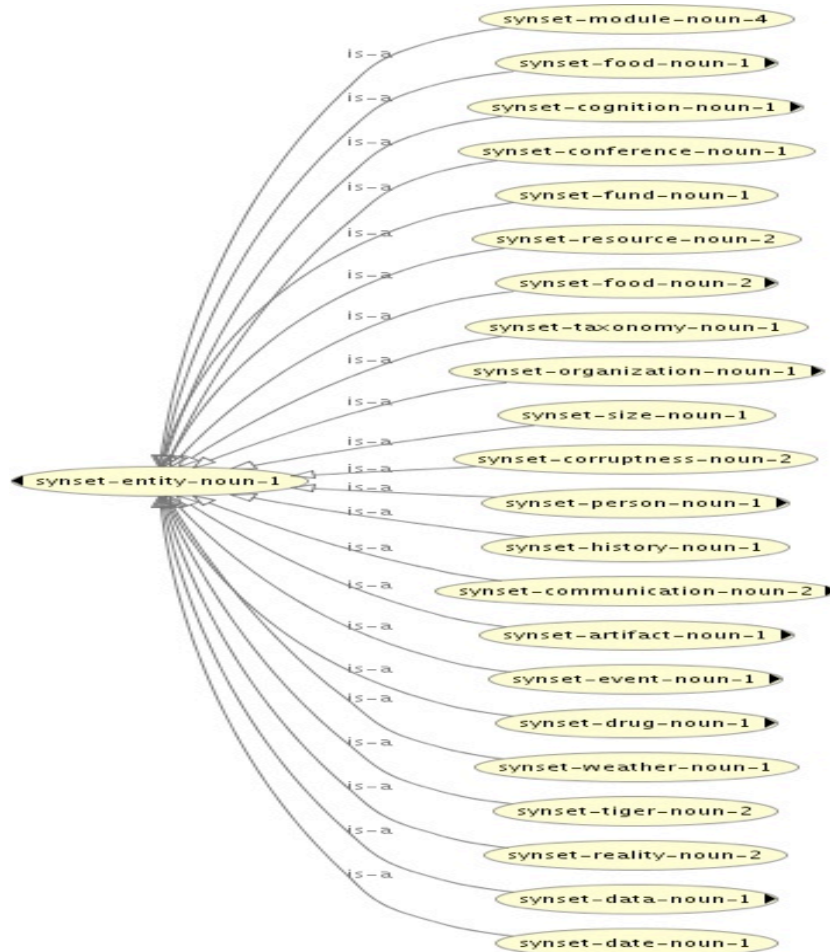 synset-module-noun-4
is-a
synset-food-noun-1
is-a
synset-cognition-noun-1
is-a
synset-conference-noun-1
is-a
synset-fund-noun-1
is-a
synset-resource-noun-2
is-a
synset-food-noun-2
is-a
synset-taxonomy-noun-1
is-a
synset-organization-noun-1
is-a
synset-size-noun-1
is-a
synset-corruptness-noun-2
is-a
synset-entity-noun-1
is-a
synset-person-noun-1
is-a
synset-history-noun-1
is-a
is-a
synset-communication-noun-2
is-a
synset-artifact-noun-1
is-a
synset-event-noun-1
is-a
synset-drug-noun-1
is-a
synset-weather-noun-1
is-a
synset-tiger-noun-2
is-a
synset-reality-noun-2
is-a
synset-data-noun-1
synset-date-noun-1